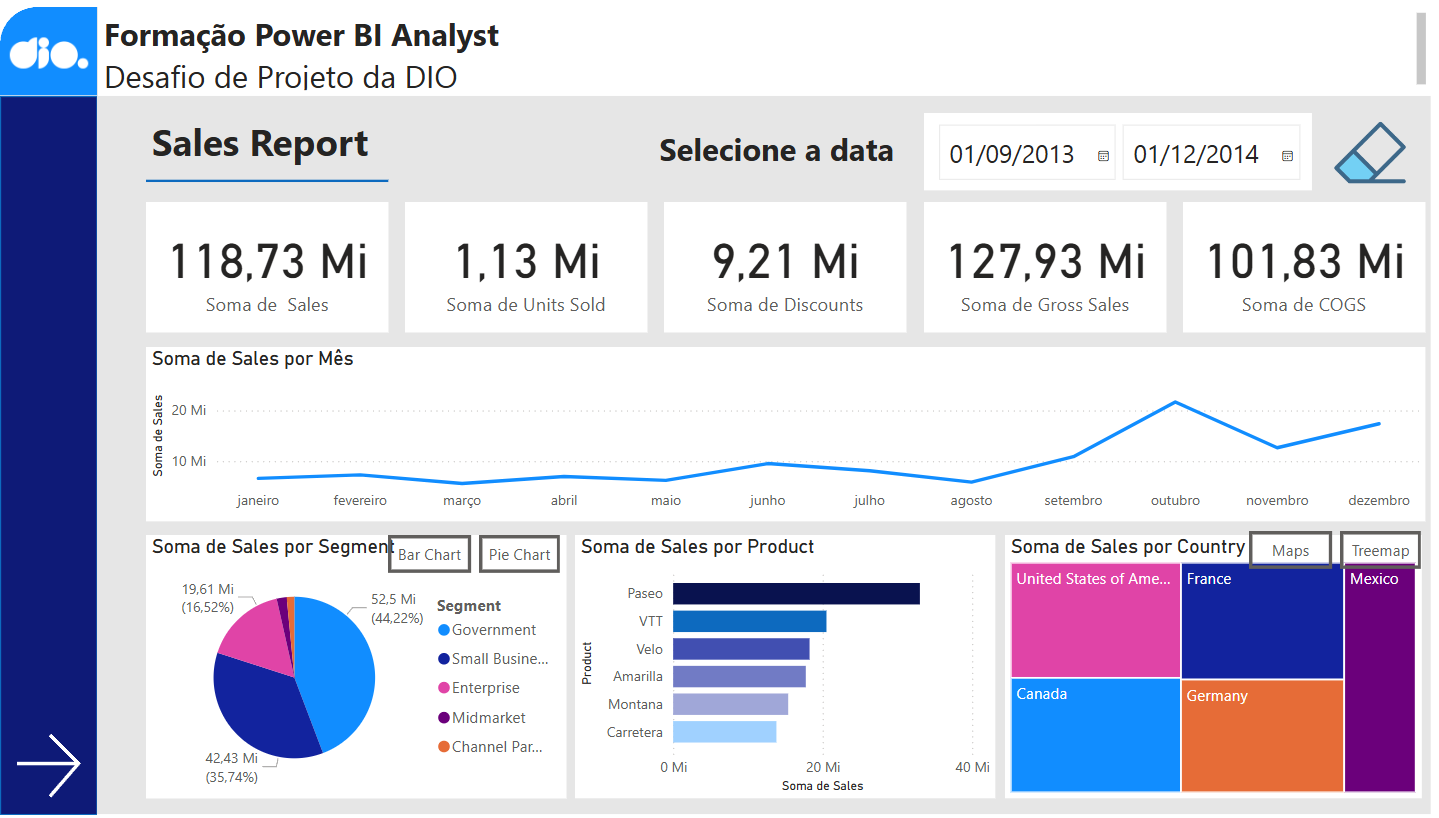 dio.
Formação Power BI Analyst
Desafio de Projeto da DIO
Sales Report
Selecione a data
01/09/2013
01/12/2014
118,73 Mi
Soma de  Sales
1,13 Mi
Soma de Units Sold
9,21 Mi
Soma de Discounts
127,93 Mi
Soma de Gross Sales
101,83 Mi
Soma de COGS
Soma de Sales por Mês
Soma de Sales
20 Mi
10 Mi
janeiro
fevereiro
março
abril
maio
junho
julho
agosto
setembro
outubro
novembro
dezembro
Soma de Sales por Segment
Bar Chart
Pie Chart
19,61 Mi
(16,52%)
52,5 Mi
(44,22%)
42,43 Mi
(35,74%)
Segment
Government
Small Busine...
Enterprise
Midmarket
Channel Par...
Soma de Sales por Product
Product
Paseo
VTT
Velo
Amarilla
Montana
Carretera
0 Mi
20 Mi
40 Mi
Soma de Sales
Soma de Sales por Country
Maps
Treemap
United States of Ame...
France
Mexico
Canada
Germany